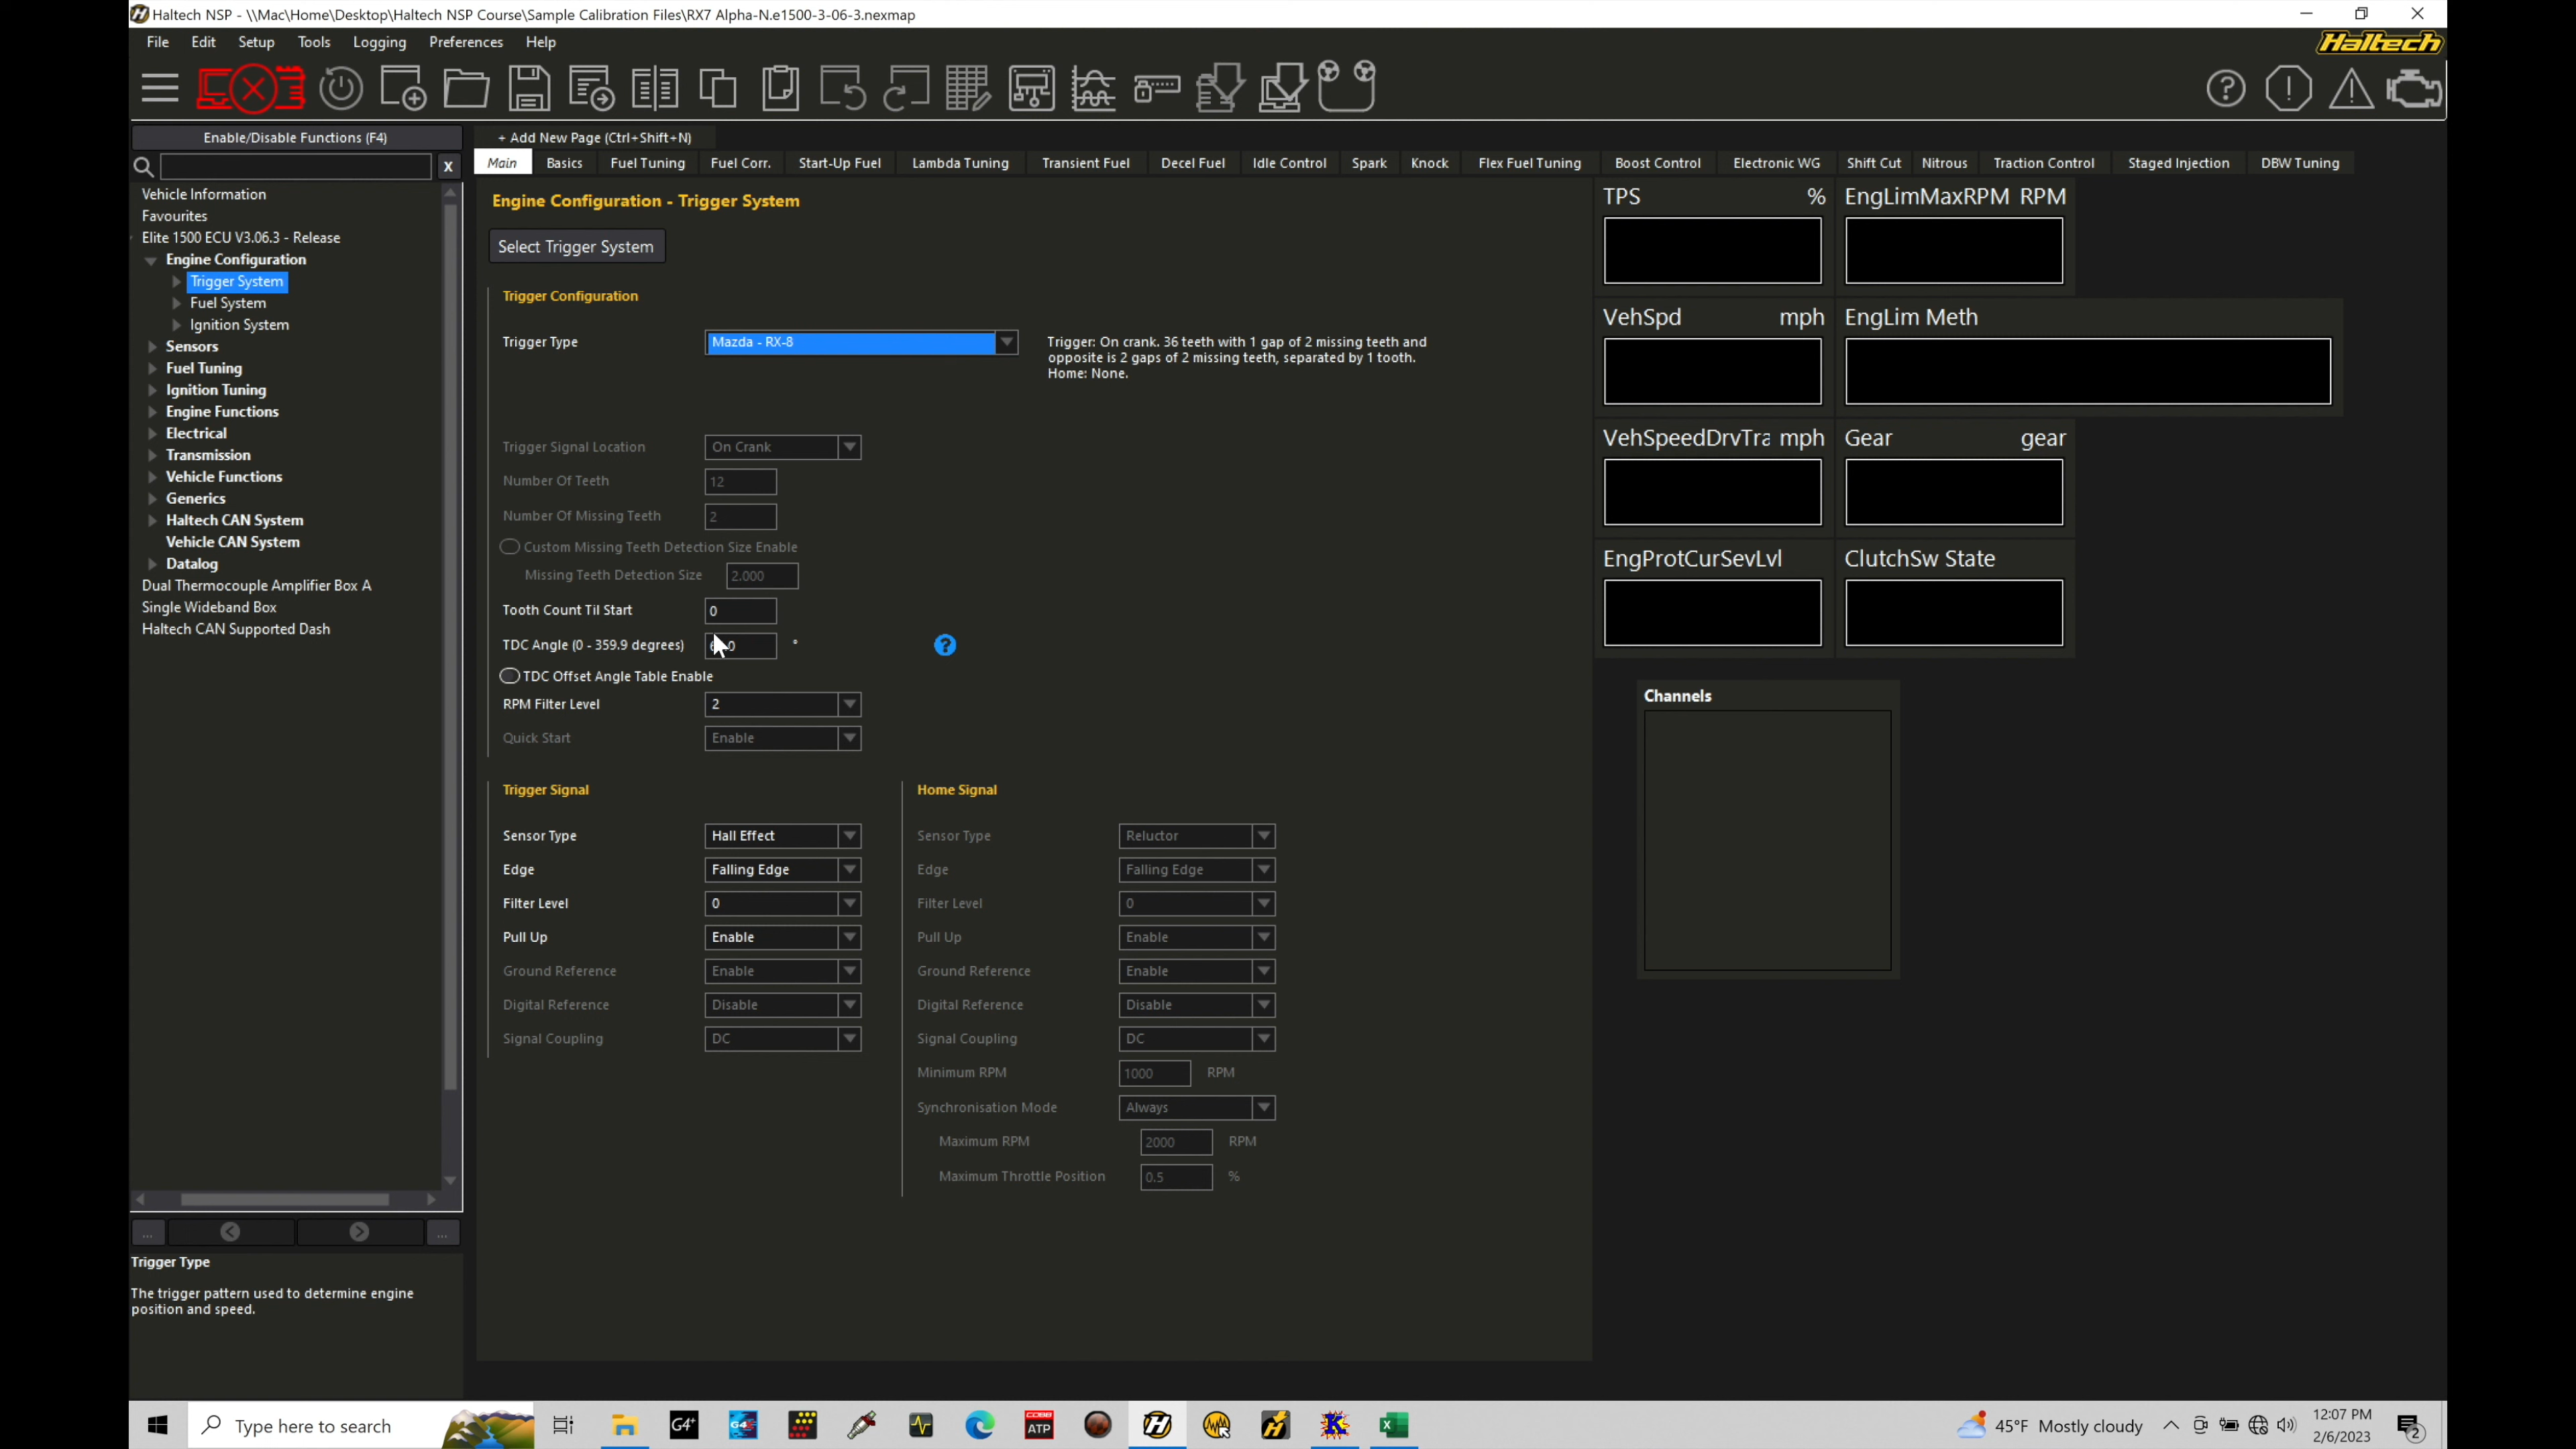 Haltech NSP - \\Mac\Home\Desktop\Haltech NSP Course\Sample Calibration Files\RX7 Alpha-N.e1500-3-06-3.nexmap
File Edit Setup Tools Logging Preferences Help
Haltech
Enable/Disable Functions (F4)
+ Add New Page (Ctrl+Shift+N)
X
Main Basics Fuel Tuning Fuel Corr. Start-Up Fuel Lambda Tuning Transient Fuel Decel Fuel Idle Control Spark Knock Flex Fuel Tuning Boost Control Electronic WG Shift Cut Nitrous Traction Control Staged Injection DBW Tuning
Vehicle Information
Favourites
Elite 1500 ECU V3.06.3 - Release
Engine Configuration
Trigger System
Fuel System
Ignition System
Sensors
Fuel Tuning
Ignition Tuning
Engine Functions
Electrical
Transmission
Vehicle Functions
Generics
Haltech CAN System
Vehicle CAN System
Datalog
Dual Thermocouple Amplifier Box A
Single Wideband Box
Haltech CAN Supported Dash
... ...
Trigger Type
The trigger pattern used to determine engine
position and speed.
Engine Configuration - Trigger System
Select Trigger System
Trigger Configuration
Trigger Type Mazda - RX-8
Trigger: On crank. 36 teeth with 1 gap of 2 missing teeth and
opposite is 2 gaps of 2 missing teeth, separated by 1 tooth.
Home: None.
Trigger Signal Location On Crank
Number Of Teeth 12
Number Of Missing Teeth 2
Custom Missing Teeth Detection Size Enable
Missing Teeth Detection Size 2.000
Tooth Count Til Start 0
TDC Angle (0 - 359.9 degrees) ° ?
TDC Offset Angle Table Enable
RPM Filter Level 2
Quick Start Enable
Trigger Signal
Sensor Type Hall Effect
Edge Falling Edge
Filter Level 0
Pull Up Enable
Ground Reference Enable
Digital Reference Disable
Signal Coupling DC
Home Signal
Sensor Type Reluctor
Edge Falling Edge
Filter Level 0
Pull Up Enable
Ground Reference Enable
Digital Reference Disable
Signal Coupling DC
Minimum RPM 1000 RPM
Synchronisation Mode Always
Maximum RPM 2000 RPM
Maximum Throttle Position 0.5 %
TPS % EngLimMaxRPM RPM
VehSpd mph EngLim Meth
VehSpeedDrvTra mph Gear gear
EngProtCurSevLvl ClutchSw State
Channels
Type here to search
G4+
G4
COBB
ATP
K
X
45°F Mostly cloudy
12:07 PM
2/6/2023
2